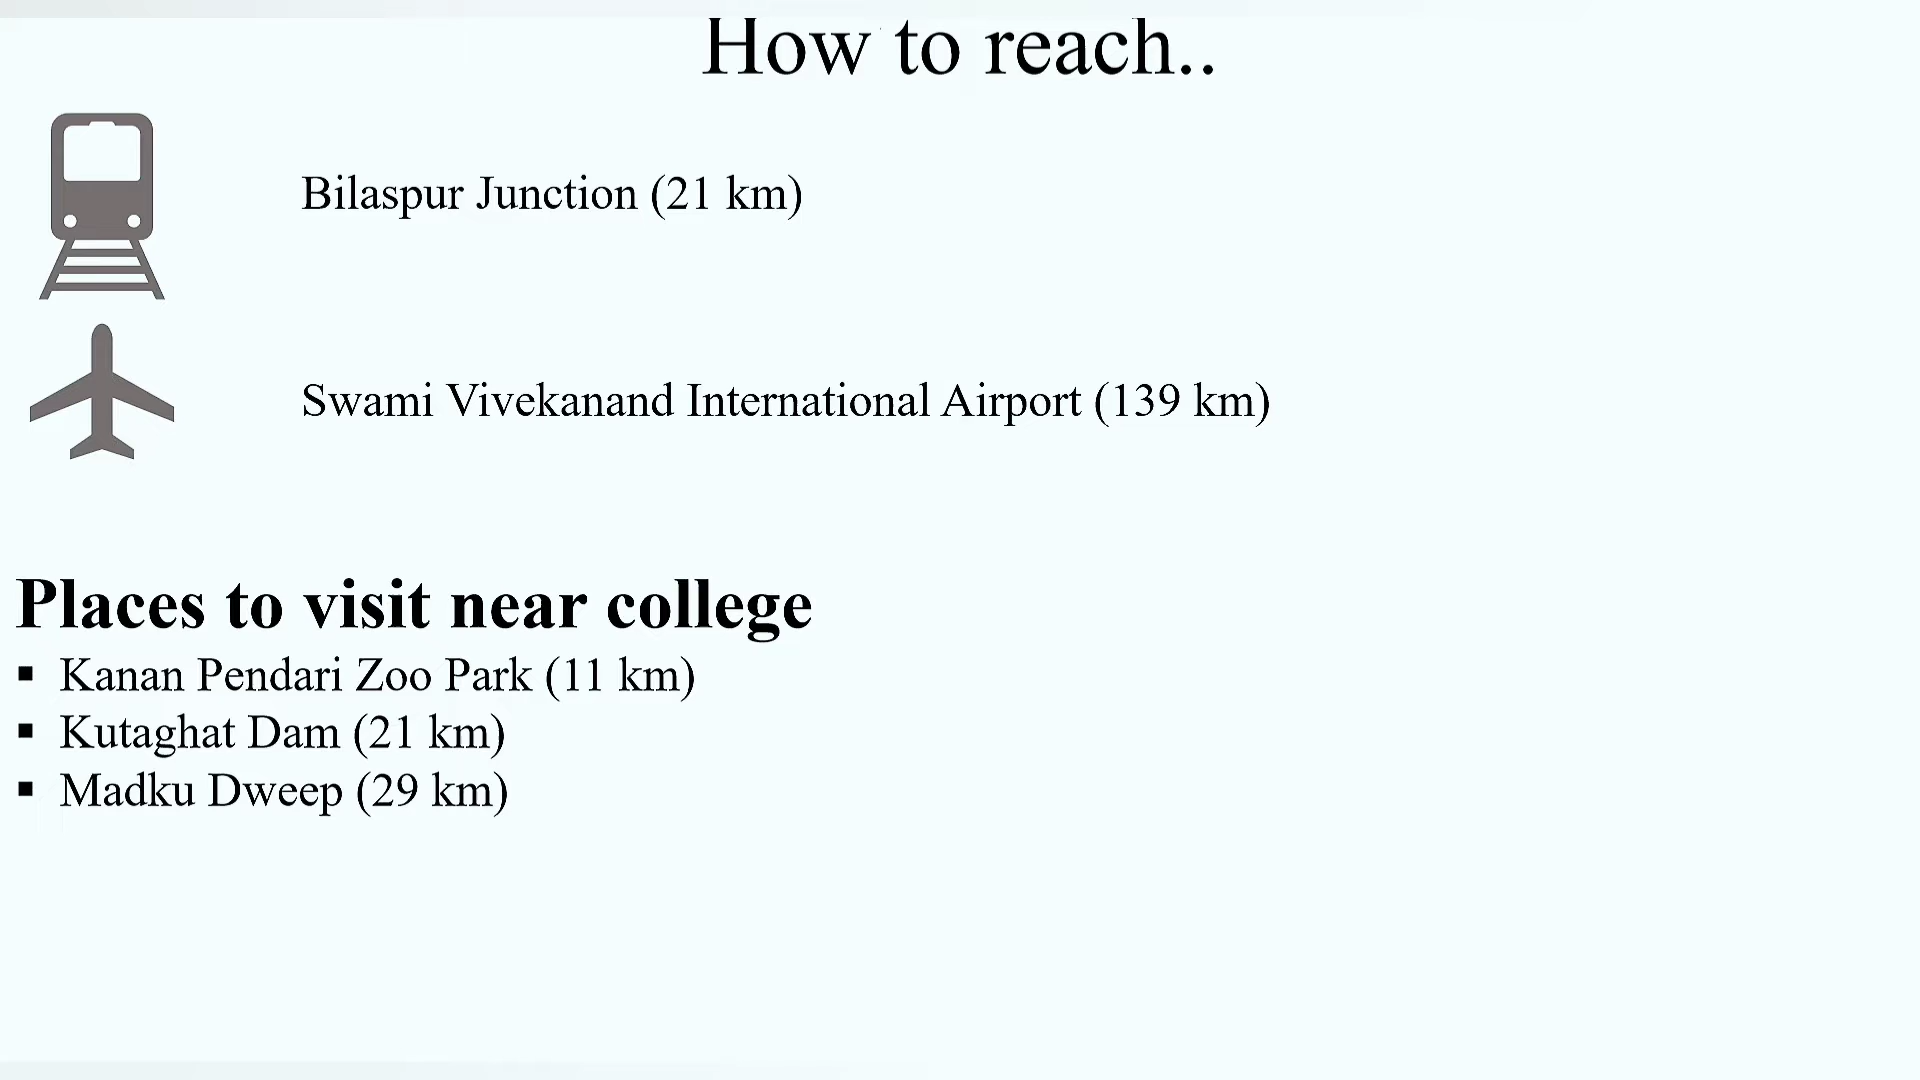 How to reach..
Bilaspur Junction (21 km)
Swami Vivekanand International Airport (139 km)
Places to visit near college
▪ Kanan Pendari Zoo Park (11 km)
▪ Kutaghat Dam (21 km)
▪ Madku Dweep (29 km)